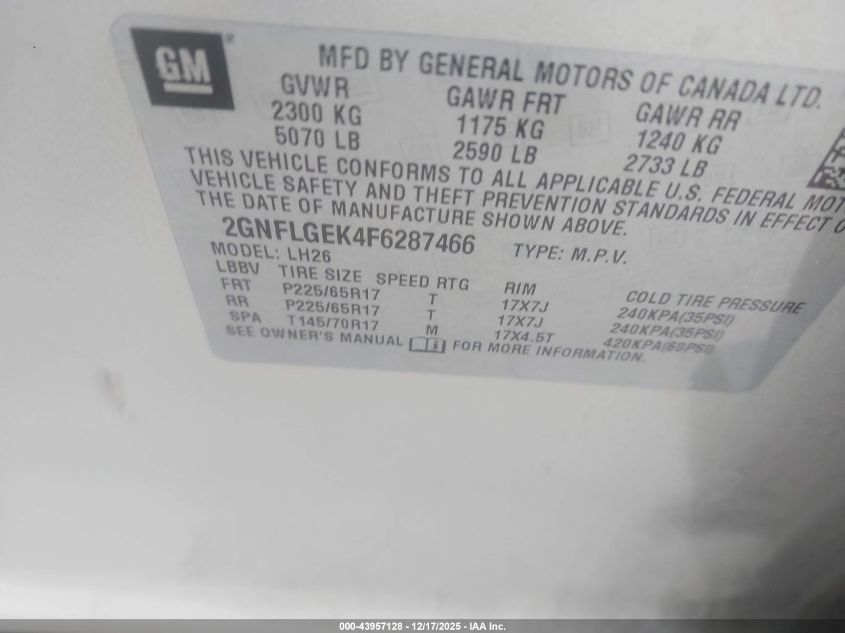 GM ®
MFD BY GENERAL MOTORS OF CANADA LTD.
GVWR GAWR FRT GAWR RR
2300 KG 1175 KG 1240 KG
5070 LB 2590 LB 2733 LB
THIS VEHICLE CONFORMS TO ALL APPLICABLE U.S. FEDERAL MOT
VEHICLE SAFETY AND THEFT PREVENTION STANDARDS IN EFFECT O
THE DATE OF MANUFACTURE SHOWN ABOVE.
2GNFLGEK4F6287466 TYPE: M.P.V.
MODEL: LH26
LBBV TIRE SIZE SPEED RTG RIM COLD TIRE PRESSURE
FRT P225/65R17 T 17X7J 240KPA(35PSI)
RR P225/65R17 T 17X7J 240KPA(35PSI)
SPA T145/70R17 M 17X4.5T 420KPA(60PSI)
SEE OWNER'S MANUAL FOR MORE INFORMATION.
000-43957128 - 12/17/2025 - IAA Inc.